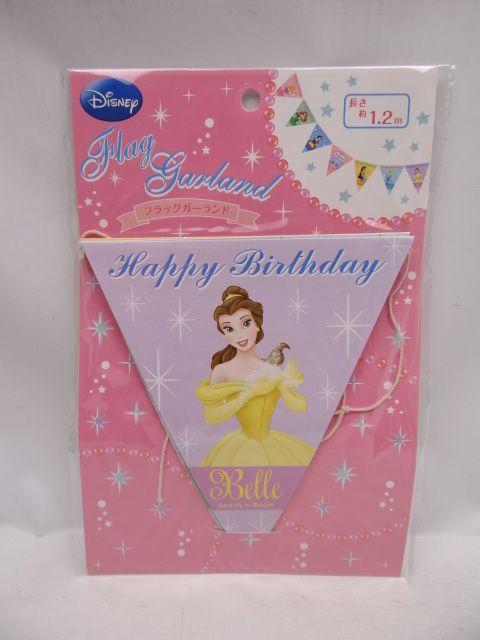 Disney
Flag
Garland
フラッグガーランド
長さ
約1.2m
Happy Birthday
Belle
Beauty in Bloom